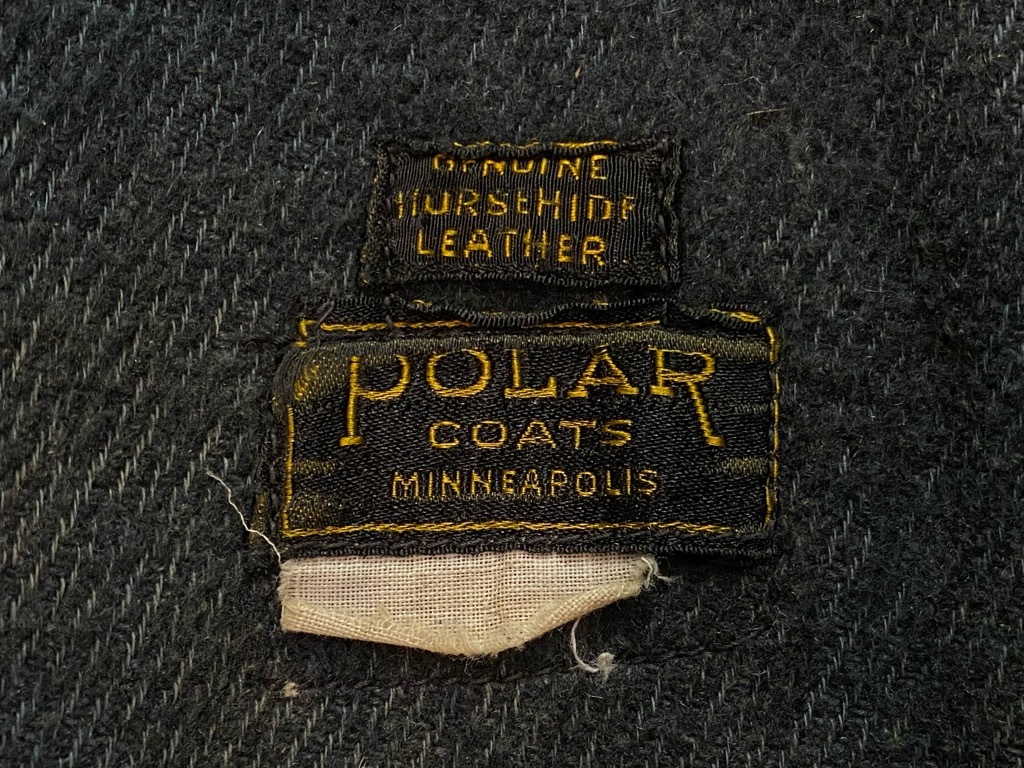 GENUINE
HORSEHIDE
LEATHER
POLAR
COATS
MINNEAPOLIS